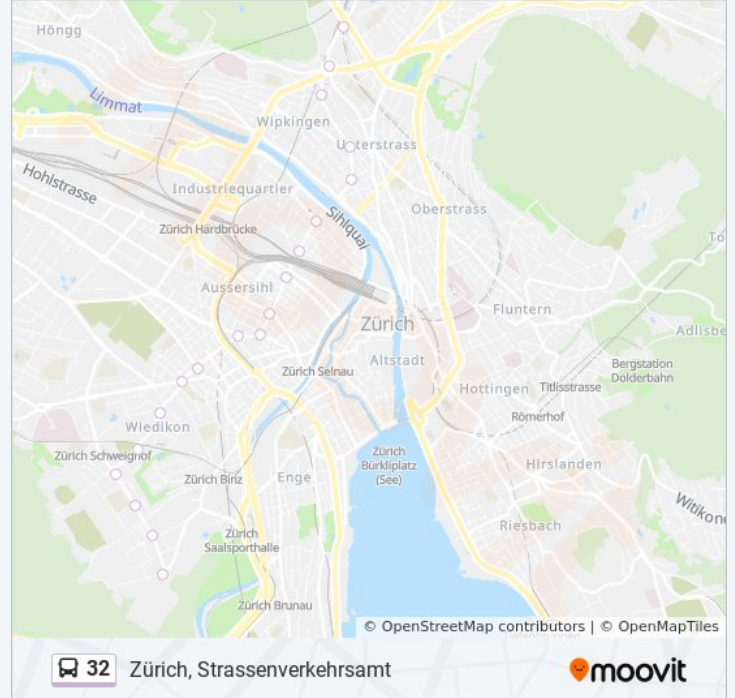 Höngg
Limmat
Wipkingen
Unterstrass
Hohlstrasse
Industriequartier
Oberstrass
Sihlquai
Zürich Hardbrücke
Aussersihl
Fluntern
Zürich
Adlisbe
Altstadt
Bergstation
Dolderbahn
Zürich Selnau
Hottingen
Titlisstrasse
Römerhof
Wiedikon
Zürich Schweighof
Zürich
Bürkliplatz
(See)
Hirslanden
Zürich Binz
Enge
Witikone
Riesbach
Zürich
Saalsporthalle
Zürich Brunau
© OpenStreetMap contributors | © OpenMapTiles
32 Zürich, Strassenverkehrsamt
moovit